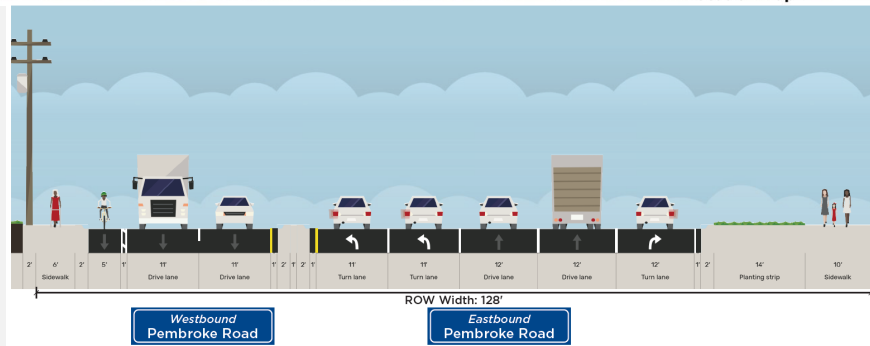 2' 6' 2' 5' 1' 11' 11' 1' 2' 1' 2' 1' 11' 11' 12' 12' 12' 1' 2' 14' 10'
Sidewalk Drive lane Drive lane Turn lane Turn lane Drive lane Drive lane Turn lane Planting strip Sidewalk
ROW Width: 128'
Westbound
Pembroke Road
Eastbound
Pembroke Road